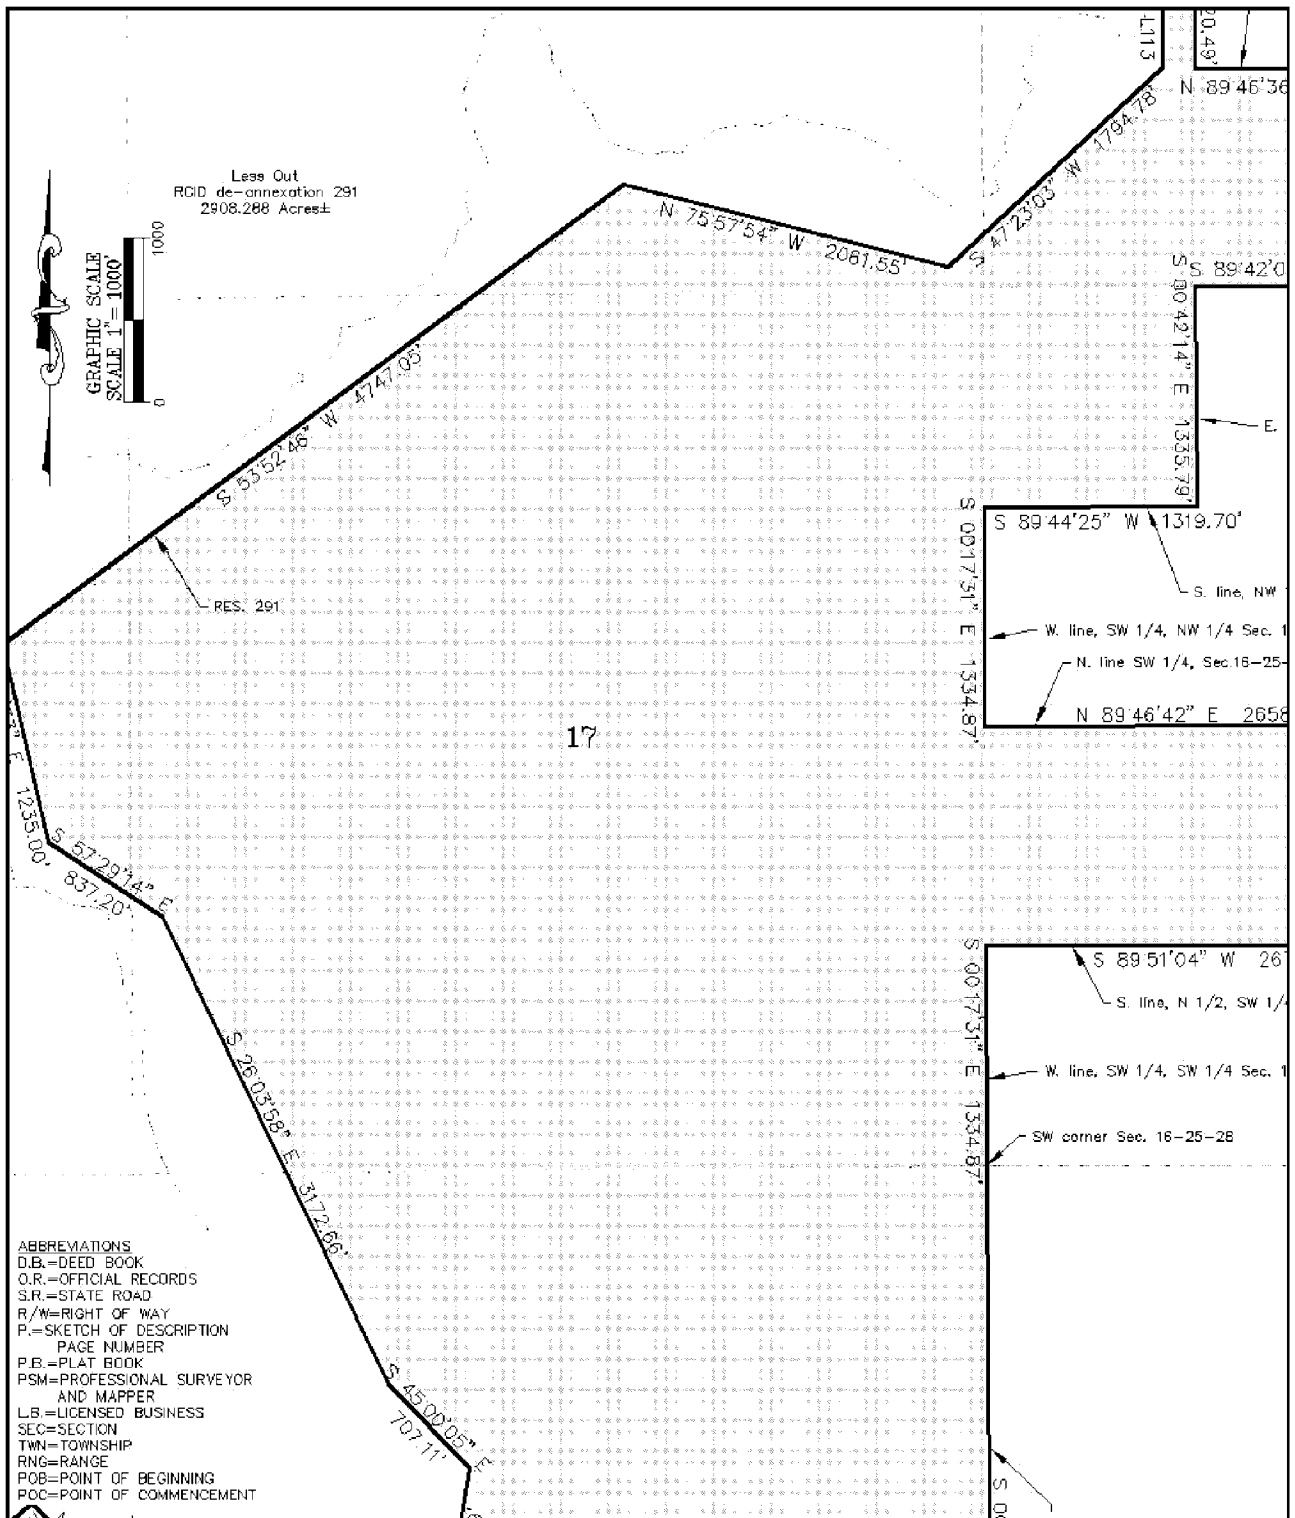 L113
20.49'
N 89°46'36
S 47°23'03" W 1794.78'
Less Out
RCID de-annexation 291
2908.288 Acres±
N 75°57'54" W 2081.55'
GRAPHIC SCALE
SCALE 1"=1000'
0
1000
S 89°42'0
S 00°42'14" E 1335.79'
E.
S 53°52'46" W 4747.05'
S 89°44'25" W 1319.70'
S 00°17'31" E 1334.87'
S. line, NW
RES. 291
W. line, SW 1/4, NW 1/4 Sec. 1
N. line SW 1/4, Sec.16-25-
N 89°46'42" E 2658
17
E 1235.00'
S 57°29'14" E
837.20'
S 89°51'04" W 26
S. line, N 1/2, SW 1/4
S 00°17'31" E 1334.87'
W. line, SW 1/4, SW 1/4 Sec. 1
SW corner Sec. 16-25-28
S 26°03'58" E 3172.66'
ABBREVIATIONS
D.B.=DEED BOOK
O.R.=OFFICIAL RECORDS
S.R.=STATE ROAD
R/W=RIGHT OF WAY
P.=SKETCH OF DESCRIPTION
PAGE NUMBER
P.B.=PLAT BOOK
PSM=PROFESSIONAL SURVEYOR
AND MAPPER
L.B.=LICENSED BUSINESS
SEC=SECTION
TWN=TOWNSHIP
RNG=RANGE
POB=POINT OF BEGINNING
POC=POINT OF COMMENCEMENT
S 45°00'05" E
707.11'
S 00